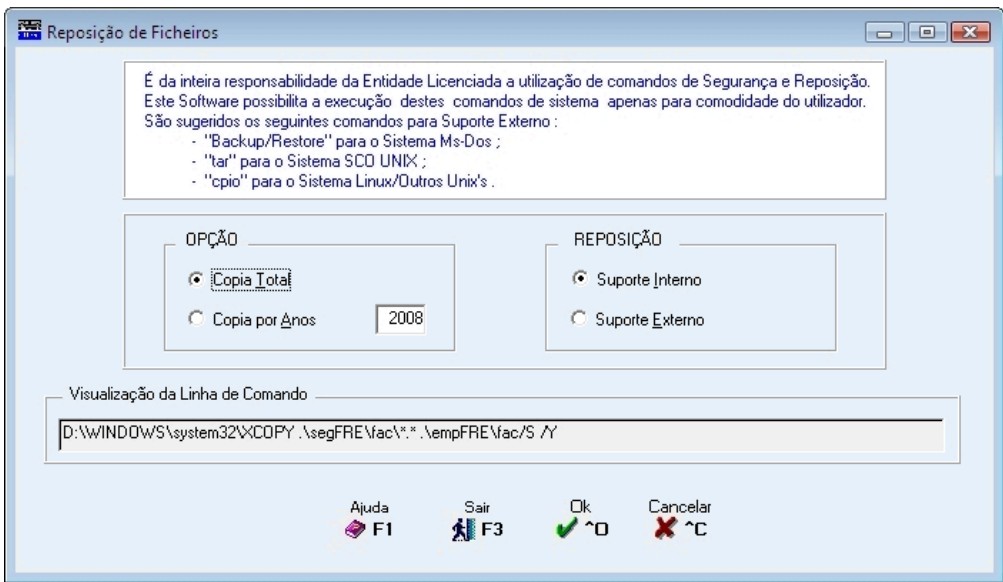 Reposição de Ficheiros
É da inteira responsabilidade da Entidade Licenciada a utilização de comandos de Segurança e Reposição.
Este Software possibilita a execução destes comandos de sistema apenas para comodidade do utilizador.
São sugeridos os seguintes comandos para Suporte Externo :
- "Backup/Restore" para o Sistema Ms-Dos ;
- "tar" para o Sistema SCO UNIX ;
- "cpio" para o Sistema Linux/Outros Unix's .
OPÇÃO
Copia Total
Copia por Anos 2008
REPOSIÇÃO
Suporte Interno
Suporte Externo
Visualização da Linha de Comando
D:\WINDOWS\system32\XCOPY .\segFRE\fac\*.* .\empFRE\fac/S /Y
Ajuda F1
Sair F3
Ok ^O
Cancelar ^C